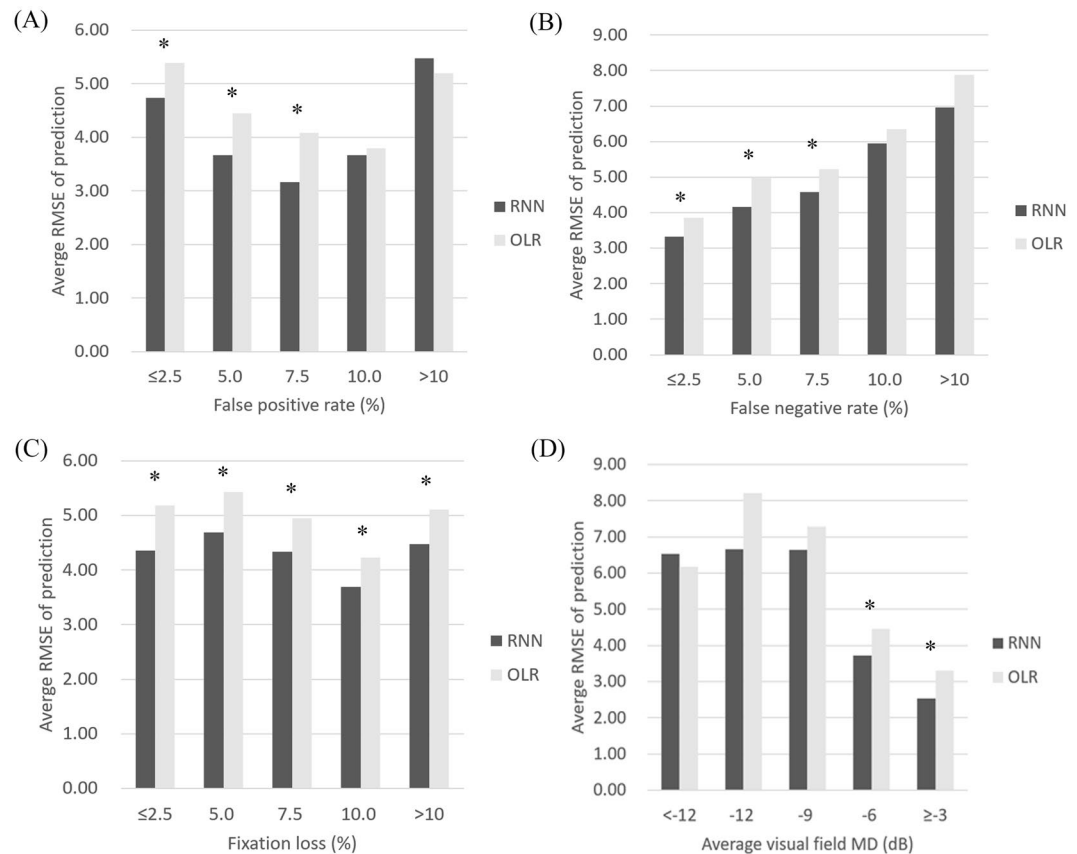 (A)
6.00
5.00
4.00
3.00
2.00
1.00
0.00
Averge RMSE of prediction
* * *
≤2.5 5.0 7.5 10.0 >10
False positive rate (%)
RNN
OLR
(B)
9.00
8.00
7.00
6.00
5.00
4.00
3.00
2.00
1.00
0.00
Averge RMSE of prediction
* * *
≤2.5 5.0 7.5 10.0 >10
False negative rate (%)
RNN
OLR
(C)
6.00
5.00
4.00
3.00
2.00
1.00
0.00
Averge RMSE of prediction
* * * * *
≤2.5 5.0 7.5 10.0 >10
Fixation loss (%)
RNN
OLR
(D)
9.00
8.00
7.00
6.00
5.00
4.00
3.00
2.00
1.00
0.00
Averge RMSE of prediction
* *
<-12 -12 -9 -6 ≥-3
Average visual field MD (dB)
RNN
OLR